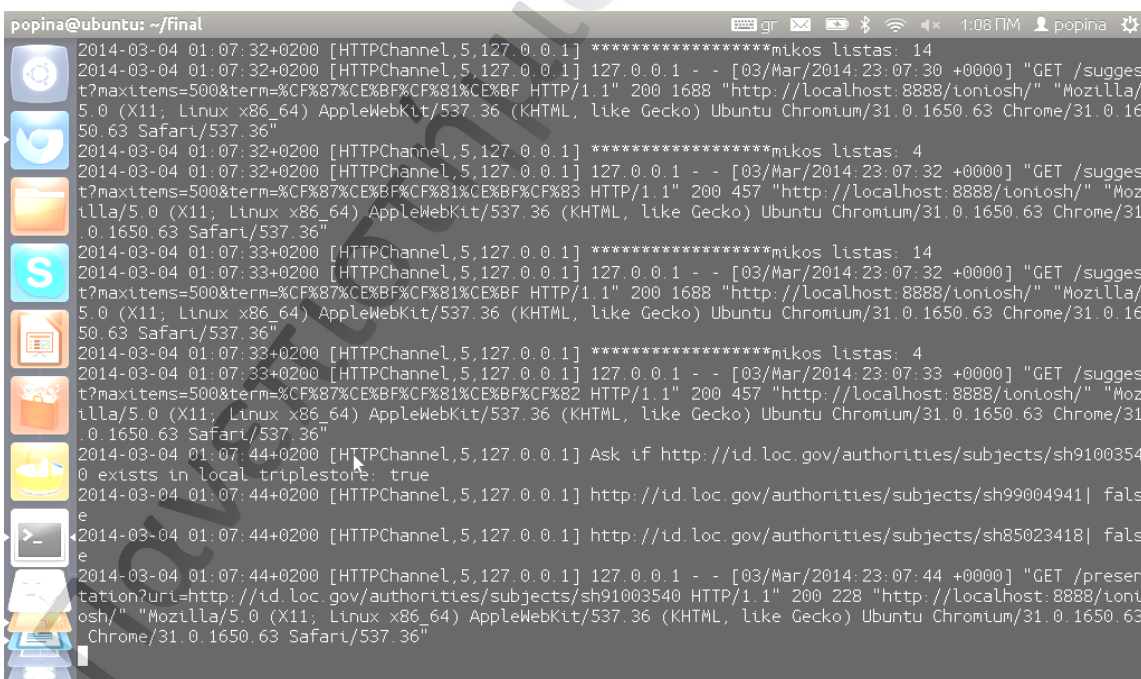 popina@ubuntu: ~/final gr 1:08 ΠΜ popina
2014-03-04 01:07:32+0200 [HTTPChannel,5,127.0.0.1] ******************mikos listas: 14
2014-03-04 01:07:32+0200 [HTTPChannel,5,127.0.0.1] 127.0.0.1 - - [03/Mar/2014:23:07:30 +0000] "GET /sugges
t?maxitems=500&term=%CF%87%CE%BF%CF%81%CE%BF HTTP/1.1" 200 1688 "http://localhost:8888/ioniosh/" "Mozilla/
5.0 (X11; Linux x86_64) AppleWebKit/537.36 (KHTML, like Gecko) Ubuntu Chromium/31.0.1650.63 Chrome/31.0.16
50.63 Safari/537.36"
2014-03-04 01:07:32+0200 [HTTPChannel,5,127.0.0.1] ******************mikos listas: 4
2014-03-04 01:07:32+0200 [HTTPChannel,5,127.0.0.1] 127.0.0.1 - - [03/Mar/2014:23:07:32 +0000] "GET /sugges
t?maxitems=500&term=%CF%87%CE%BF%CF%81%CE%BF%CF%83 HTTP/1.1" 200 457 "http://localhost:8888/ioniosh/" "Moz
illa/5.0 (X11; Linux x86_64) AppleWebKit/537.36 (KHTML, like Gecko) Ubuntu Chromium/31.0.1650.63 Chrome/31
.0.1650.63 Safari/537.36"
2014-03-04 01:07:33+0200 [HTTPChannel,5,127.0.0.1] ******************mikos listas: 14
2014-03-04 01:07:33+0200 [HTTPChannel,5,127.0.0.1] 127.0.0.1 - - [03/Mar/2014:23:07:32 +0000] "GET /sugges
t?maxitems=500&term=%CF%87%CE%BF%CF%81%CE%BF HTTP/1.1" 200 1688 "http://localhost:8888/ioniosh/" "Mozilla/
5.0 (X11; Linux x86_64) AppleWebKit/537.36 (KHTML, like Gecko) Ubuntu Chromium/31.0.1650.63 Chrome/31.0.16
50.63 Safari/537.36"
2014-03-04 01:07:33+0200 [HTTPChannel,5,127.0.0.1] ******************mikos listas: 4
2014-03-04 01:07:33+0200 [HTTPChannel,5,127.0.0.1] 127.0.0.1 - - [03/Mar/2014:23:07:33 +0000] "GET /sugges
t?maxitems=500&term=%CF%87%CE%BF%CF%81%CE%BF%CF%82 HTTP/1.1" 200 457 "http://localhost:8888/ioniosh/" "Moz
illa/5.0 (X11; Linux x86_64) AppleWebKit/537.36 (KHTML, like Gecko) Ubuntu Chromium/31.0.1650.63 Chrome/31
.0.1650.63 Safari/537.36"
2014-03-04 01:07:44+0200 [HTTPChannel,5,127.0.0.1] Ask if http://id.loc.gov/authorities/subjects/sh9100354
0 exists in local triplestore: true
2014-03-04 01:07:44+0200 [HTTPChannel,5,127.0.0.1] http://id.loc.gov/authorities/subjects/sh99004941| fals
e
2014-03-04 01:07:44+0200 [HTTPChannel,5,127.0.0.1] http://id.loc.gov/authorities/subjects/sh85023418| fals
e
2014-03-04 01:07:44+0200 [HTTPChannel,5,127.0.0.1] 127.0.0.1 - - [03/Mar/2014:23:07:44 +0000] "GET /presen
tation?uri=http://id.loc.gov/authorities/subjects/sh91003540 HTTP/1.1" 200 228 "http://localhost:8888/ioni
osh/" "Mozilla/5.0 (X11; Linux x86_64) AppleWebKit/537.36 (KHTML, like Gecko) Ubuntu Chromium/31.0.1650.63
Chrome/31.0.1650.63 Safari/537.36"